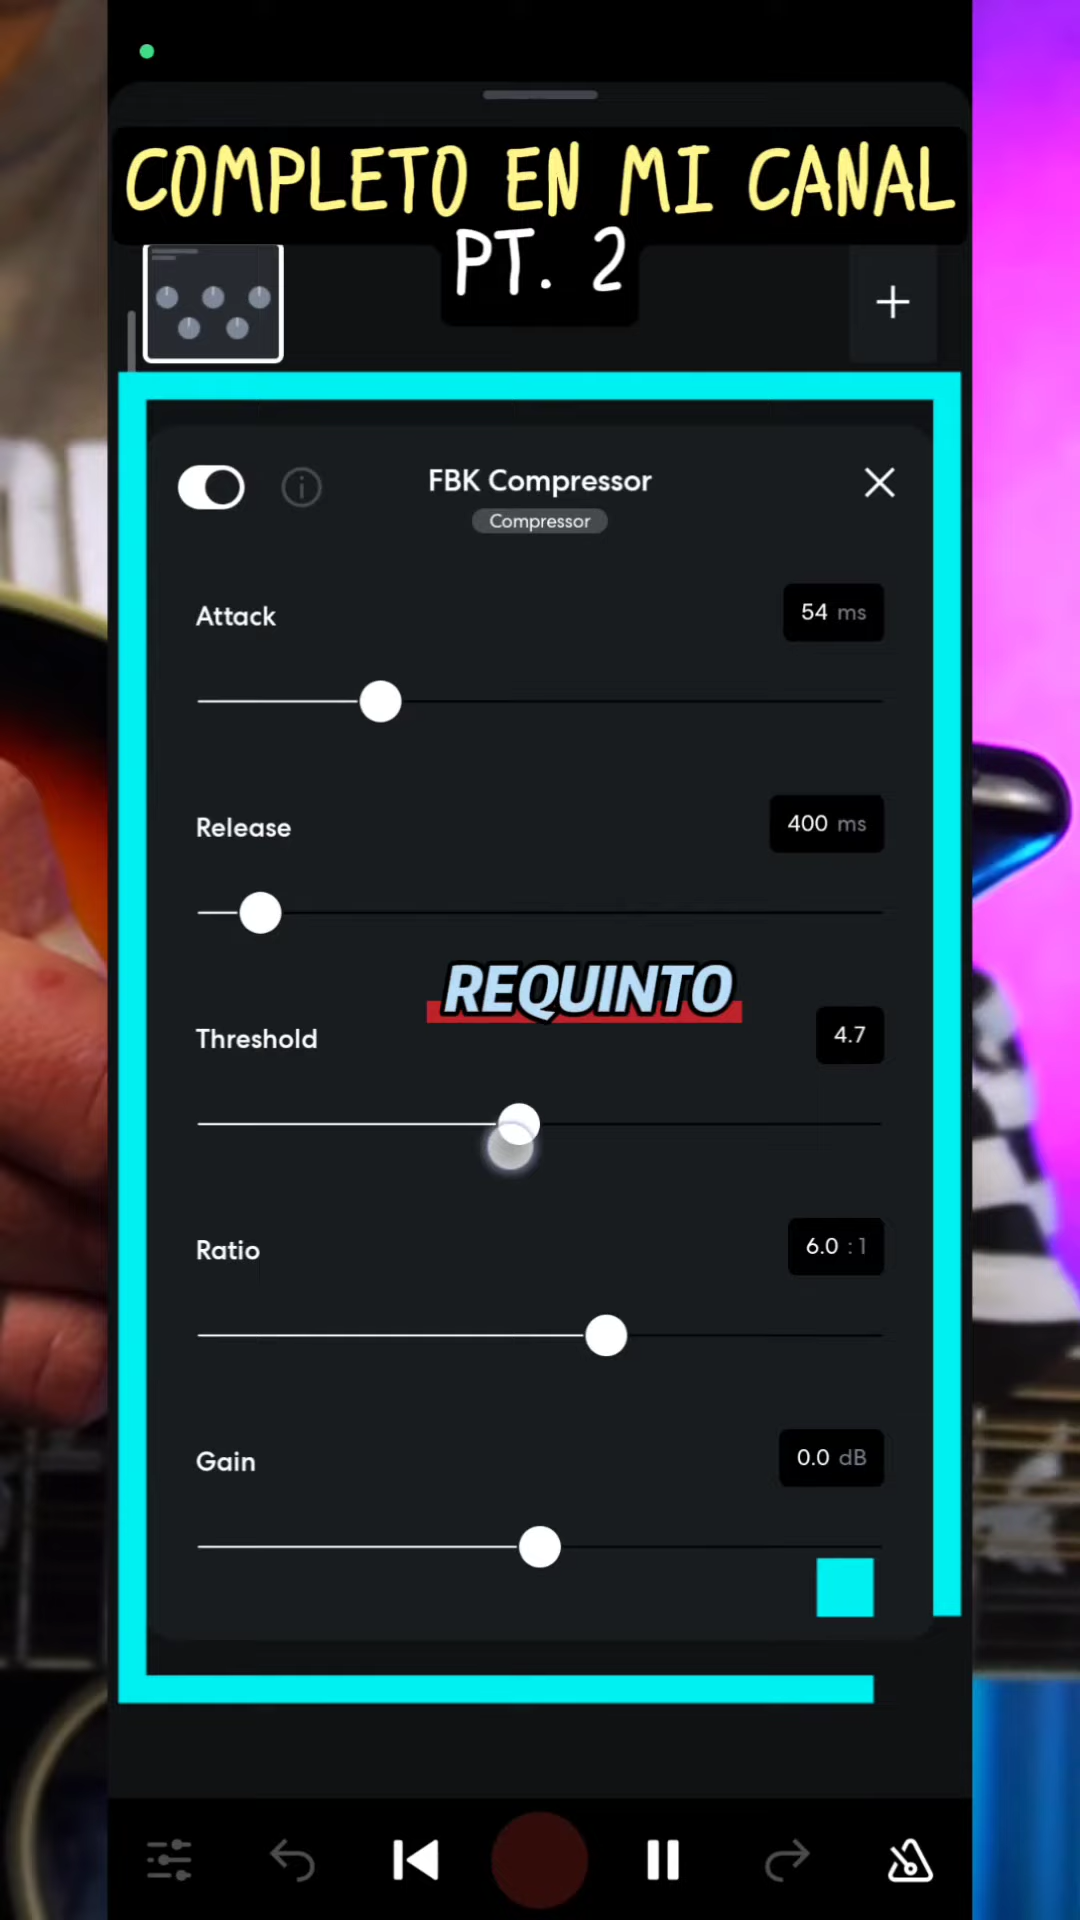 COMPLETO EN MI CANAL
PT. 2
FBK Compressor
Compressor
Attack
54 ms
Release
400 ms
REQUINTO
Threshold
4.7
Ratio
6.0 :1
Gain
0.0 dB